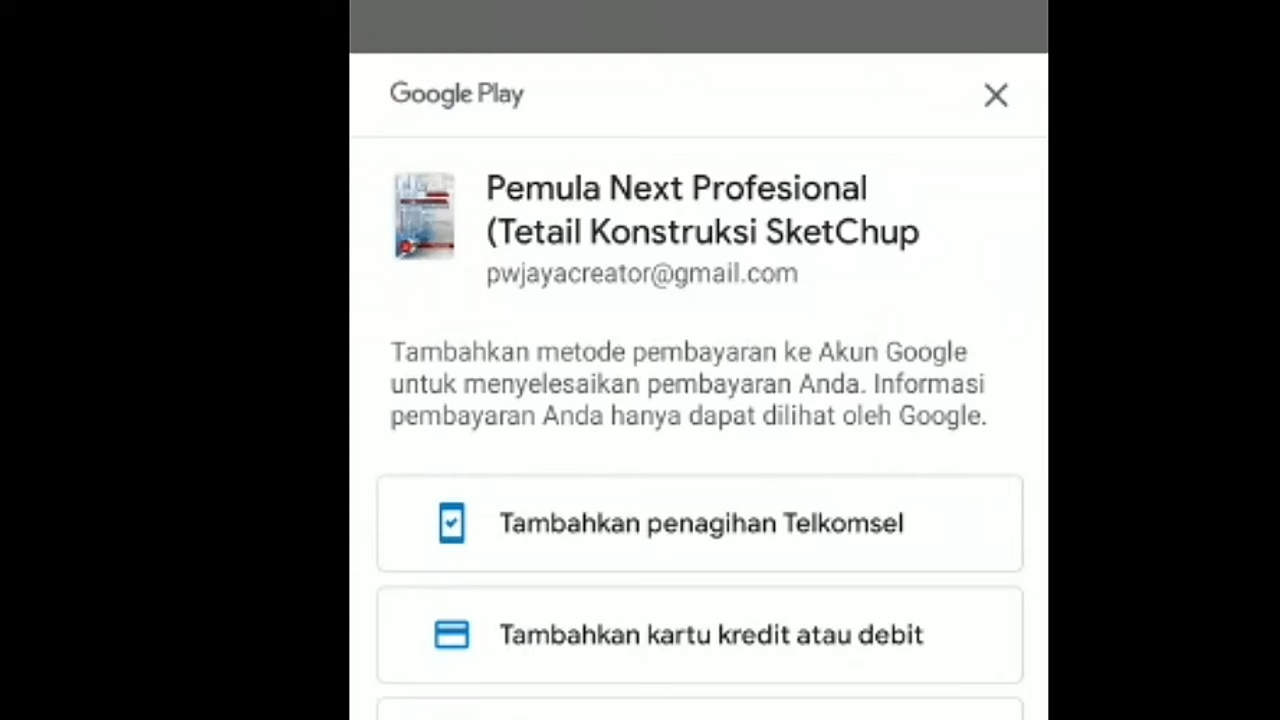 Google Play
Pemula Next Profesional
(Tetail Konstruksi SketChup
pwjayacreator@gmail.com
Tambahkan metode pembayaran ke Akun Google
untuk menyelesaikan pembayaran Anda. Informasi
pembayaran Anda hanya dapat dilihat oleh Google.
Tambahkan penagihan Telkomsel
Tambahkan kartu kredit atau debit